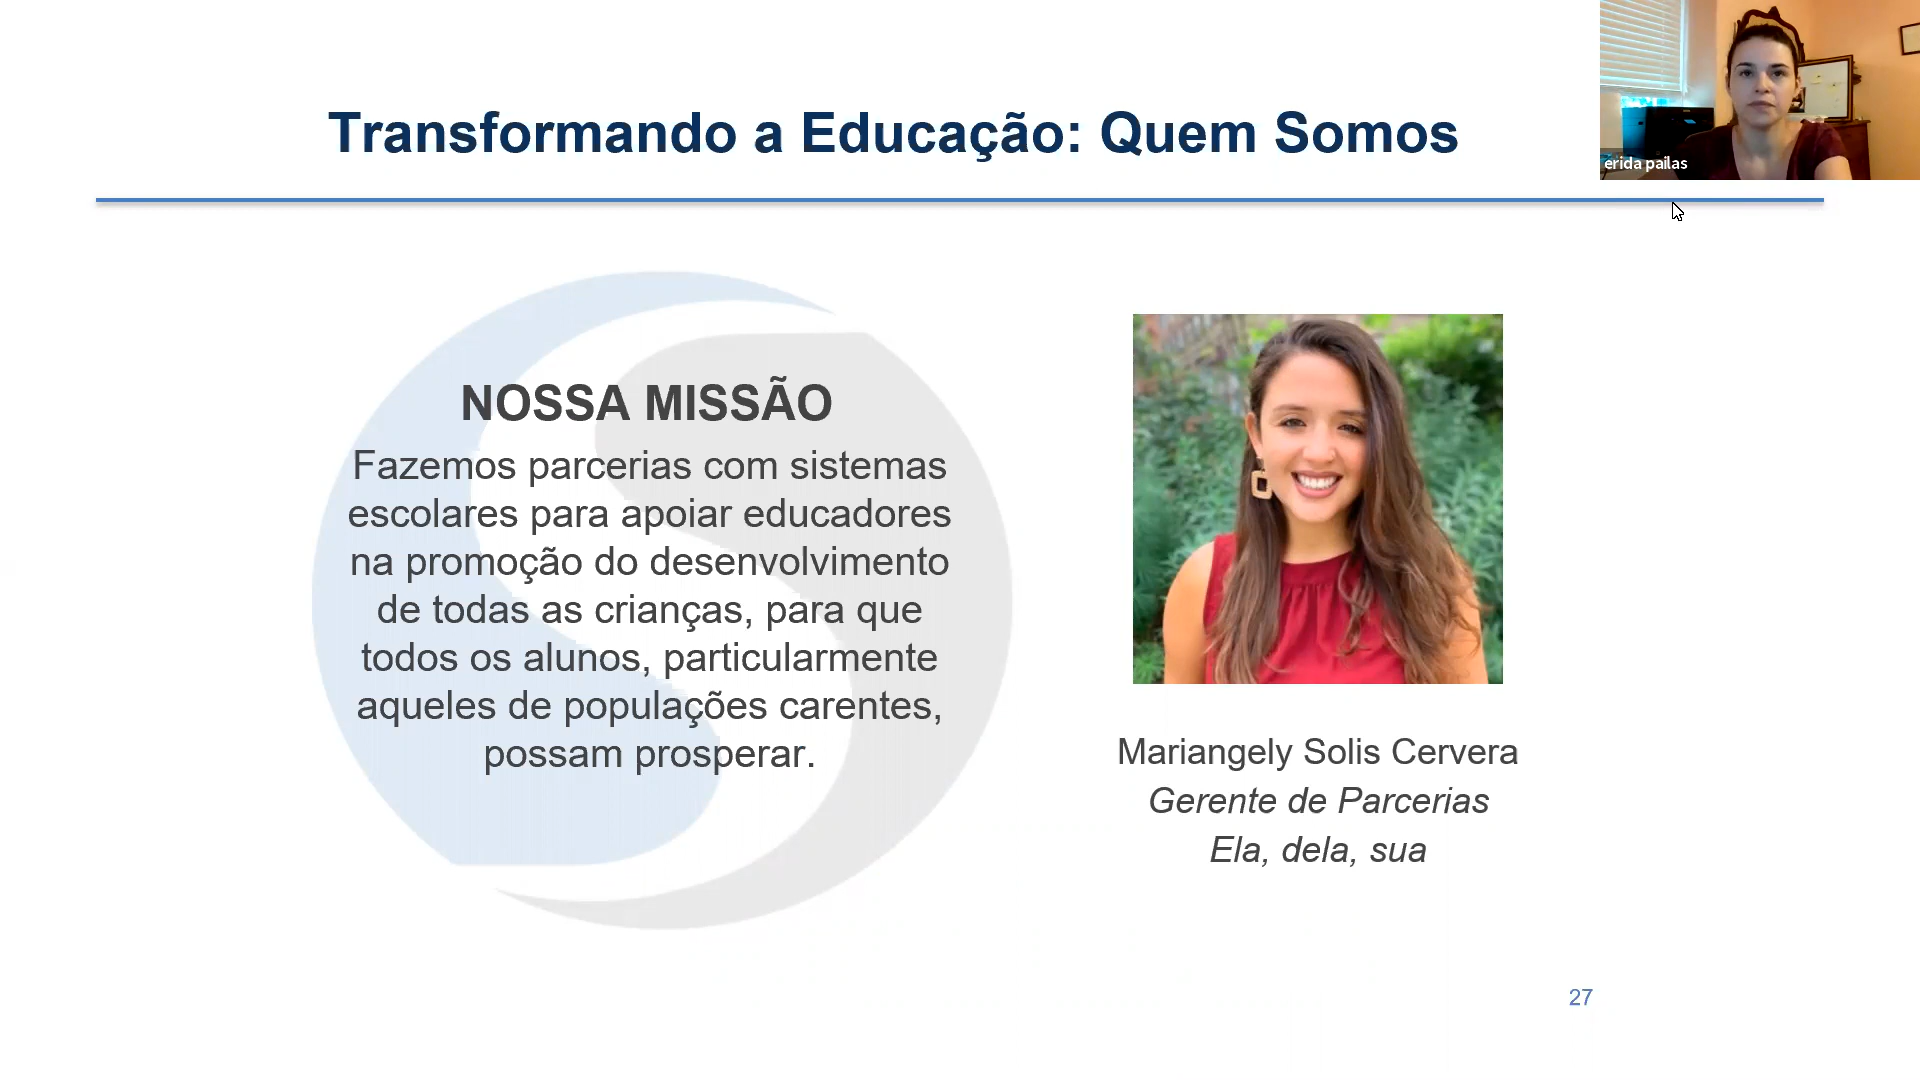 Transformando a Educação: Quem Somos
erida pailas
NOSSA MISSÃO
Fazemos parcerias com sistemas
escolares para apoiar educadores
na promoção do desenvolvimento
de todas as crianças, para que
todos os alunos, particularmente
aqueles de populações carentes,
possam prosperar.
Mariangely Solis Cervera
Gerente de Parcerias
Ela, dela, sua
27